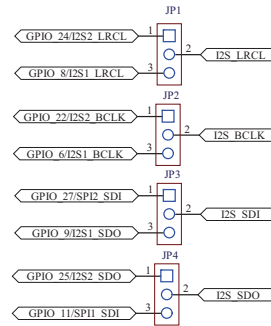 JP1
GPIO_24/I2S2_LRCL 1
2 I2S_LRCL
GPIO_8/I2S1_LRCL 3
JP2
GPIO_22/I2S2_BCLK 1
2 I2S_BCLK
GPIO_6/I2S1_BCLK 3
JP3
GPIO_27/SPI2_SDI 1
2 I2S_SDI
GPIO_9/I2S1_SDO 3
JP4
GPIO_25/I2S2_SDO 1
2 I2S_SDO
GPIO_11/SPI1_SDI 3